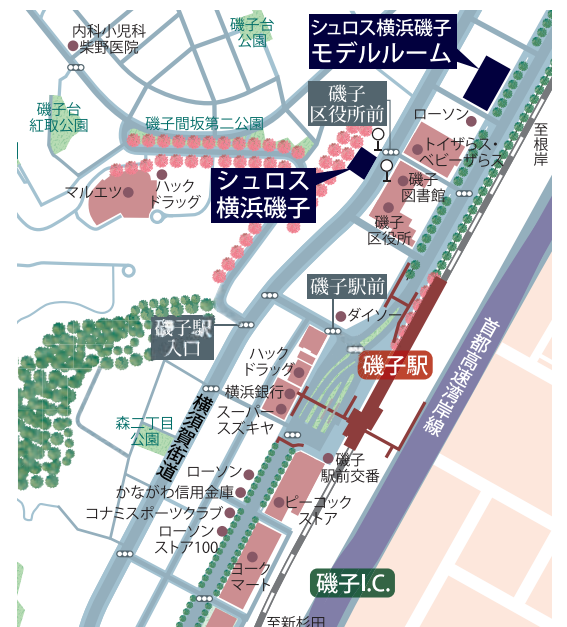 内科小児科
柴野医院
磯子台
公園
シュロス横浜磯子
モデルルーム
磯子台
紅取公園
磯子間坂第二公園
磯子
区役所前
ローソン
至根岸
トイザらス・
ベビーザらス
マルエツ
ハック
ドラッグ
シュロス
横浜磯子
磯子
図書館
磯子
区役所
磯子駅前
磯子駅
入口
ダイソー
首都高速湾岸線
ハック
ドラッグ
磯子駅
横浜銀行
スーパー
スズキヤ
横須賀街道
森二丁目
公園
磯子
駅前交番
ローソン
かながわ信用金庫
コナミスポーツクラブ
ピーコック
ストア
ローソン
ストア100
ヨーク
マート
磯子I.C.
至新杉田